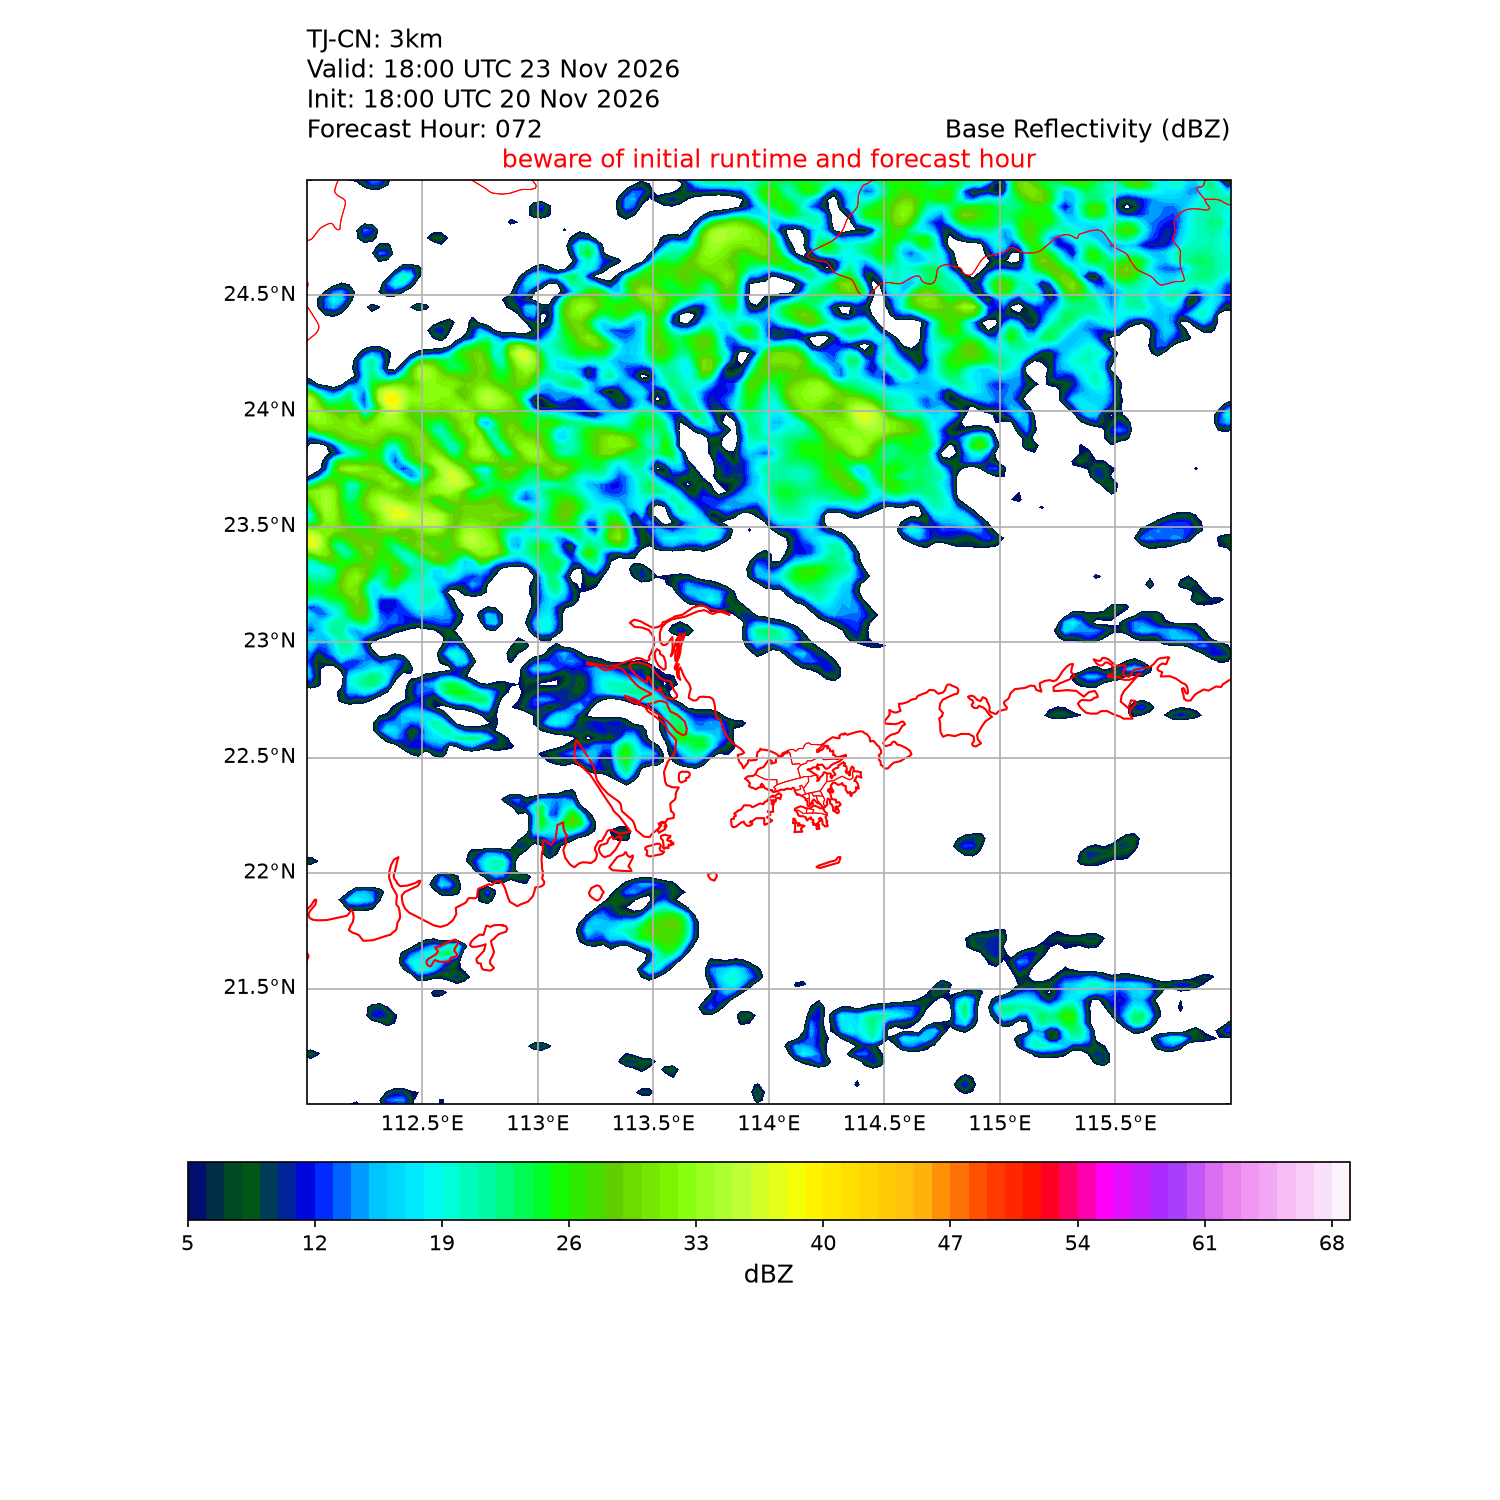 TJ-CN: 3km
Valid: 18:00 UTC 23 Nov 2026
Init: 18:00 UTC 20 Nov 2026
Forecast Hour: 072
Base Reflectivity (dBZ)
beware of initial runtime and forecast hour
24.5°N
24°N
23.5°N
23°N
22.5°N
22°N
21.5°N
112.5°E 113°E 113.5°E 114°E 114.5°E 115°E 115.5°E
5 12 19 26 33 40 47 54 61 68
dBZ